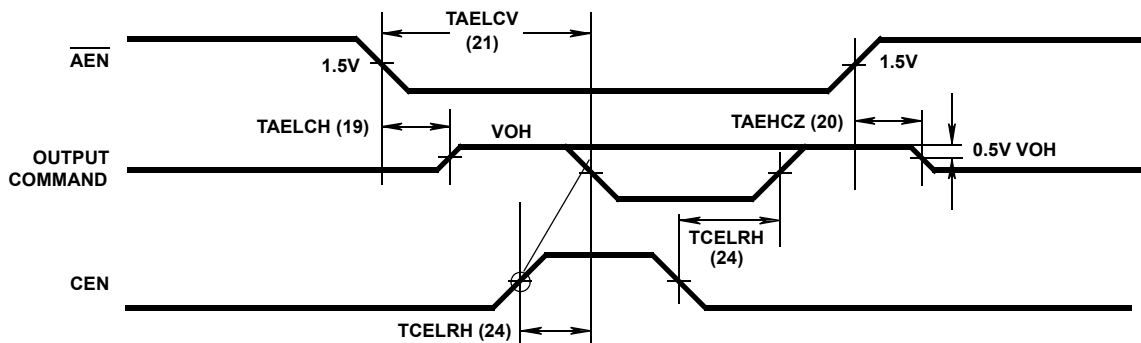 TAELCV
(21)
AEN
1.5V
1.5V
TAELCH (19)
VOH
TAEHCZ (20)
0.5V VOH
OUTPUT
COMMAND
TCELRH
(24)
CEN
TCELRH (24)